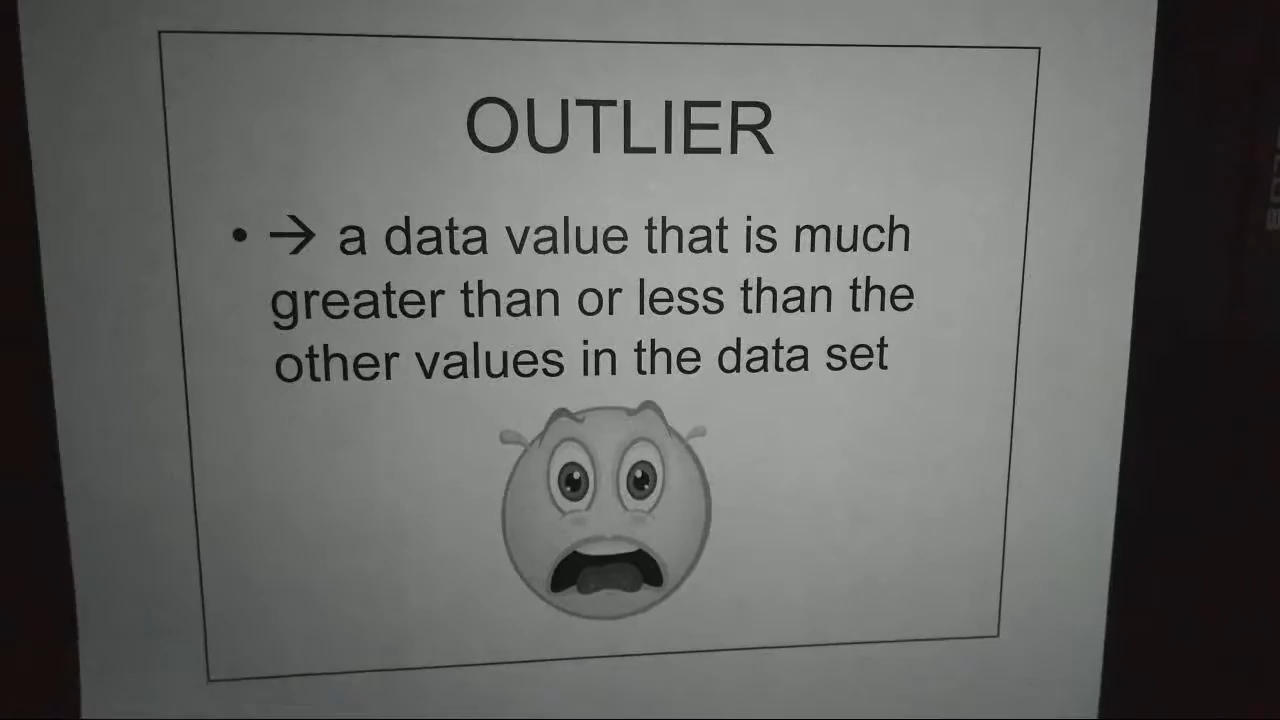 OUTLIER
• → a data value that is much
greater than or less than the
other values in the data set